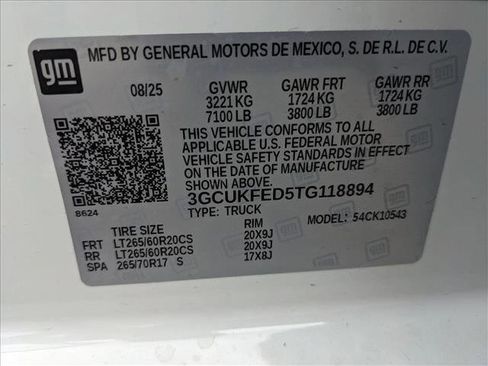 gm
MFD BY GENERAL MOTORS DE MEXICO, S. DE R.L. DE C.V.
08/25 GVWR GAWR FRT GAWR RR
3221 KG 1724 KG 1724 KG
7100 LB 3800 LB 3800 LB
THIS VEHICLE CONFORMS TO ALL
APPLICABLE U.S. FEDERAL MOTOR
VEHICLE SAFETY STANDARDS IN EFFECT
ON THE DATE OF MANUFACTURE
SHOWN ABOVE.
3GCUKFED5TG118894
8624
TYPE: TRUCK MODEL: 54CK10543
TIRE SIZE RIM
FRT LT265/60R20CS 20X9J
RR LT265/60R20CS 20X9J
SPA 265/70R17 S 17X8J